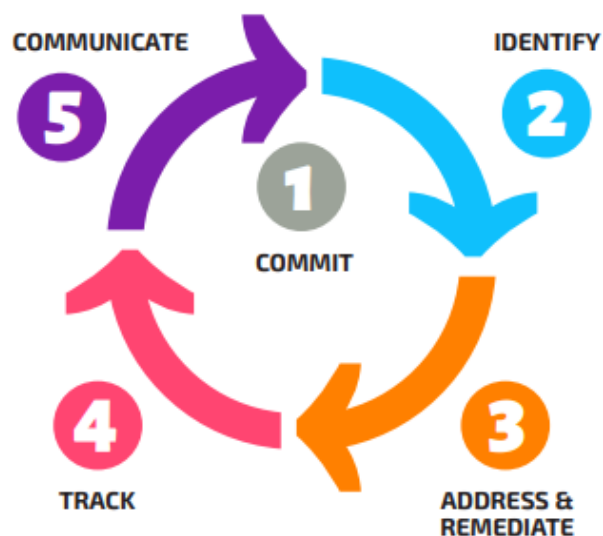 COMMUNICATE
5
IDENTIFY
2
1
COMMIT
4
TRACK
3
ADDRESS &
REMEDIATE